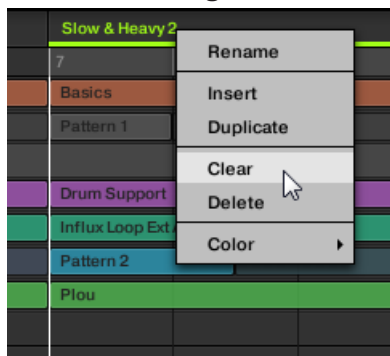 Slow & Heavy 2
7
Rename
Basics
Insert
Pattern 1
Duplicate
Clear
Drum Support
Delete
Influx Loop Ext
Color
Pattern 2
Plou